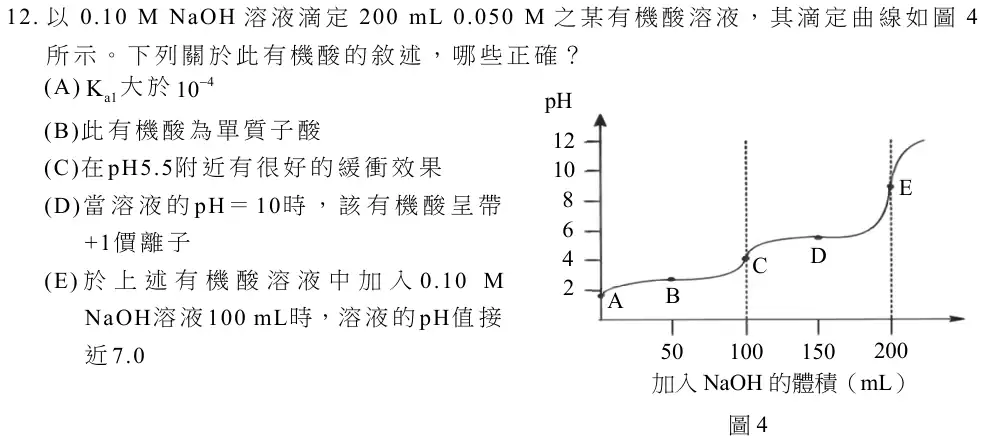 12. 以 0.10 M NaOH 溶液滴定 200 mL 0.050 M 之某有機酸溶液，其滴定曲線如圖 4
所示。下列關於此有機酸的敘述，哪些正確？
(A) Ka1大於 10⁻⁴
(B)此有機酸為單質子酸
(C)在pH5.5附近有很好的緩衝效果
(D)當溶液的pH＝10時，該有機酸呈帶
+1價離子
(E)於上述有機酸溶液中加入0.10 M
NaOH溶液100 mL時，溶液的pH值接
近7.0
pH
12
10
8
6
4
2
A
B
C
D
E
50 100 150 200
加入 NaOH 的體積（mL）
圖 4